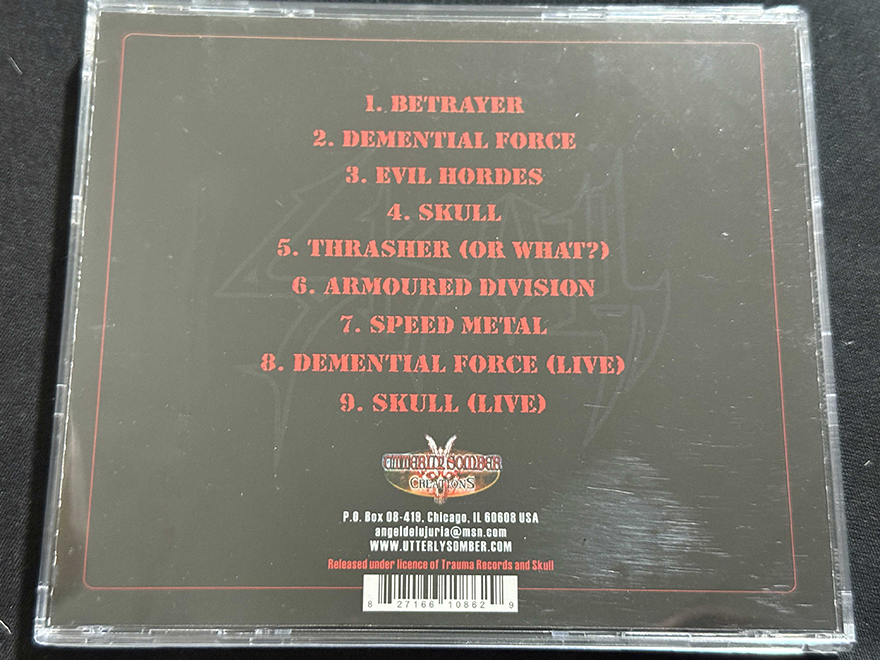 1. BETRAYER
2. DEMENTIAL FORCE
3. EVIL HORDES
4. SKULL
5. THRASHER (OR WHAT?)
6. ARMOURED DIVISION
7. SPEED METAL
8. DEMENTIAL FORCE (LIVE)
9. SKULL (LIVE)
UTTERLY SOMBER
CREATIONS
P.O. Box 08-419, Chicago, IL 60608 USA
angeldelujuria@msn.com
WWW.UTTERLYSOMBER.COM
Released under licence of Trauma Records and Skull
8 27166 10862 9